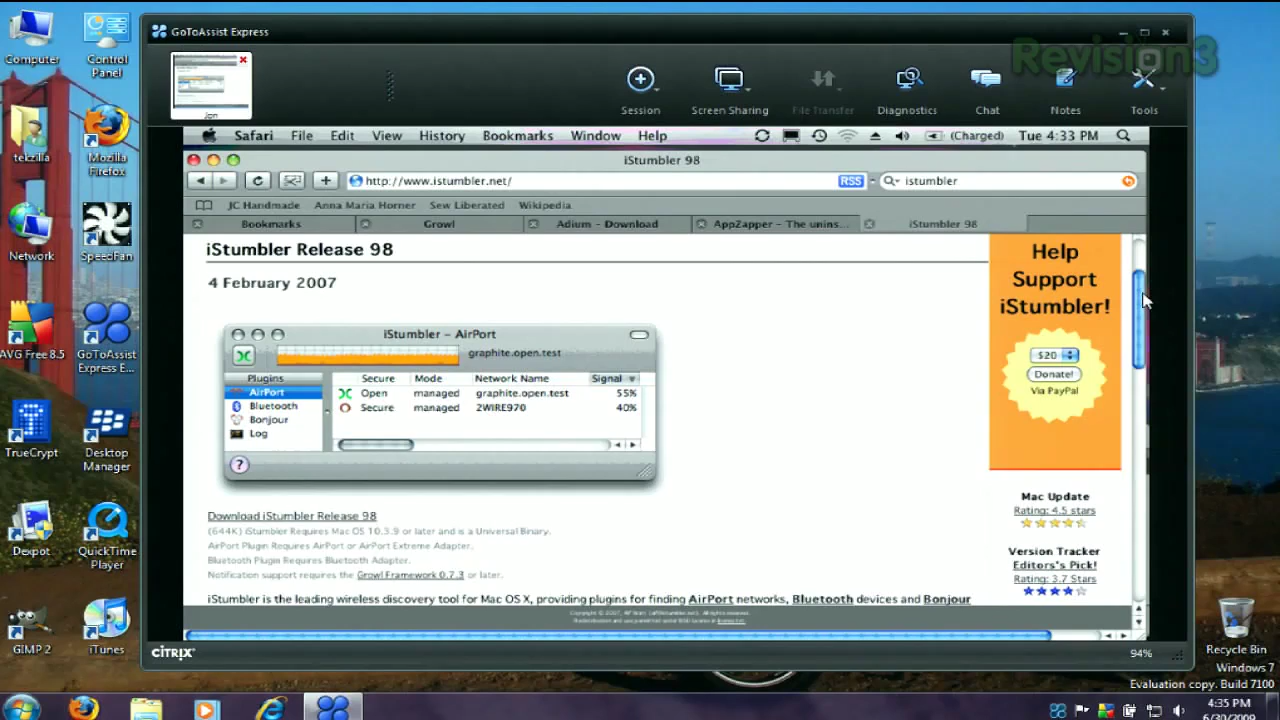 Revision3
GoToAssist Express
Jon
Session
Screen Sharing
File Transfer
Diagnostics
Chat
Notes
Tools
Safari File Edit View History Bookmarks Window Help
(Charged) Tue 4:33 PM
iStumbler 98
http://www.istumbler.net/
RSS
istumbler
JC Handmade Anna Maria Horner Sew Liberated Wikipedia
Bookmarks
Growl
Adium - Download
AppZapper - The unins...
iStumbler 98
iStumbler Release 98
4 February 2007
iStumbler - AirPort
graphite.open.test
Plugins
Secure Mode Network Name Signal
AirPort
Open managed graphite.open.test 55%
Bluetooth
Secure managed 2WIRE970 40%
Bonjour
Log
?
Download iStumbler Release 98
(644K) iStumbler Requires Mac OS 10.3.9 or later and is a Universal Binary.
AirPort Plugin Requires AirPort or AirPort Extreme Adapter.
Bluetooth Plugin Requires Bluetooth Adapter.
Notification support requires the Growl Framework 0.7.3 or later.
iStumbler is the leading wireless discovery tool for Mac OS X, providing plugins for finding AirPort networks, Bluetooth devices and Bonjour
Help
Support
iStumbler!
$20
Donate!
Via PayPal
Mac Update
Rating: 4.5 stars
Version Tracker
Editor's Pick!
Rating: 3.7 Stars
CITRIX
94%
Computer
Control
Panel
tekzilla
Mozilla
Firefox
Network
SpeedFan
AVG Free 8.5
GoToAssist
Express E...
TrueCrypt
Desktop
Manager
Dexpot
QuickTime
Player
GIMP 2
iTunes
Recycle Bin
Windows 7
Evaluation copy. Build 7100
4:35 PM
6/30/2009